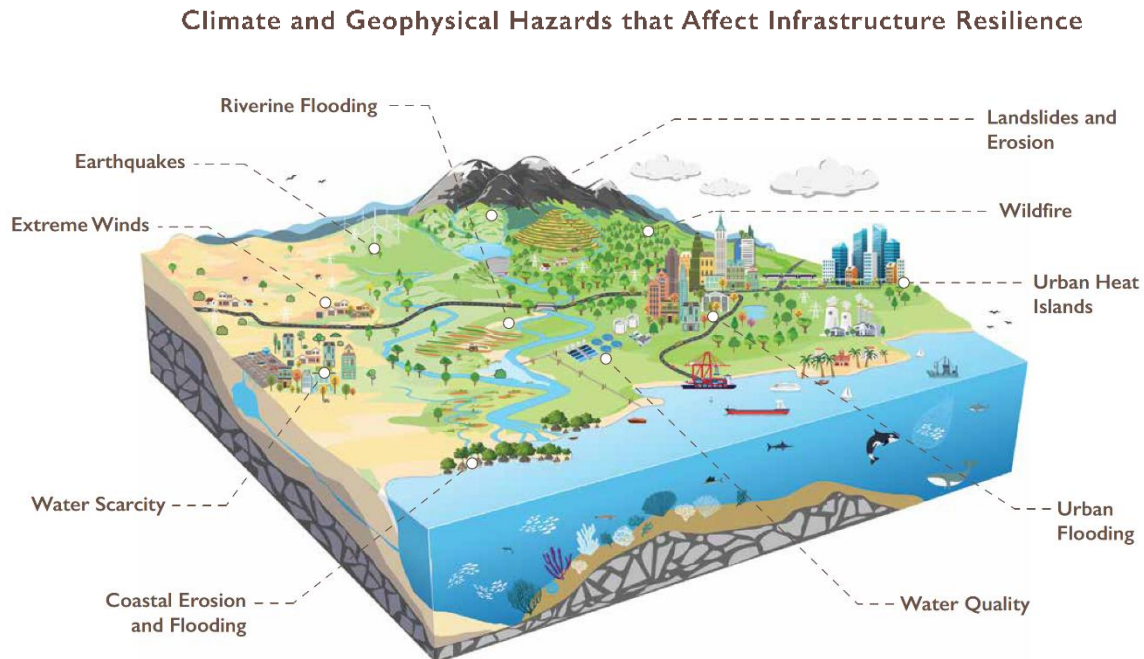 Climate and Geophysical Hazards that Affect Infrastructure Resilience
Riverine Flooding
Landslides and
Erosion
Earthquakes
Wildfire
Extreme Winds
Urban Heat
Islands
Water Scarcity
Urban
Flooding
Coastal Erosion
and Flooding
Water Quality